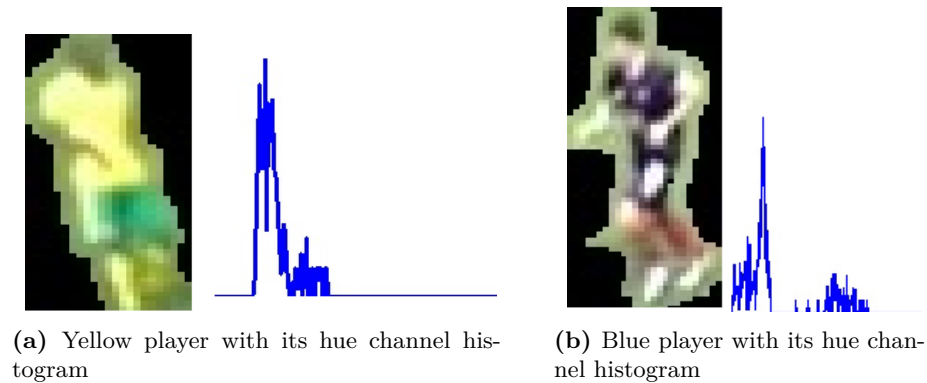 (a) Yellow player with its hue channel his-
togram
(b) Blue player with its hue chan-
nel histogram